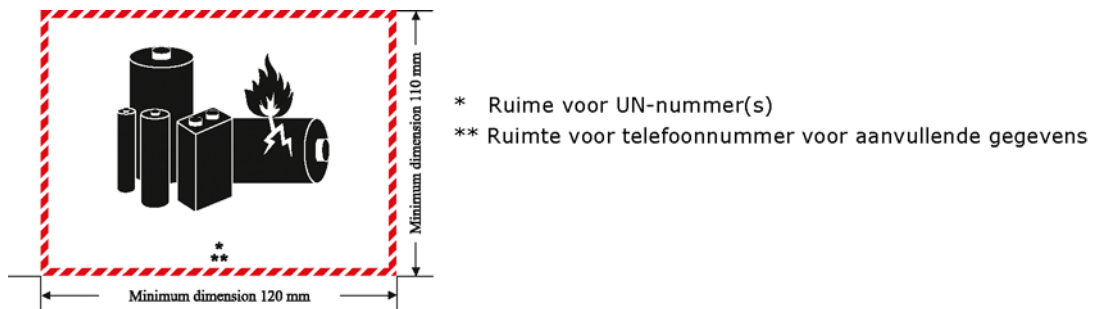 Minimum dimension 110 mm
* Ruime voor UN-nummer(s)
** Ruimte voor telefoonnummer voor aanvullende gegevens
*
**
Minimum dimension 120 mm